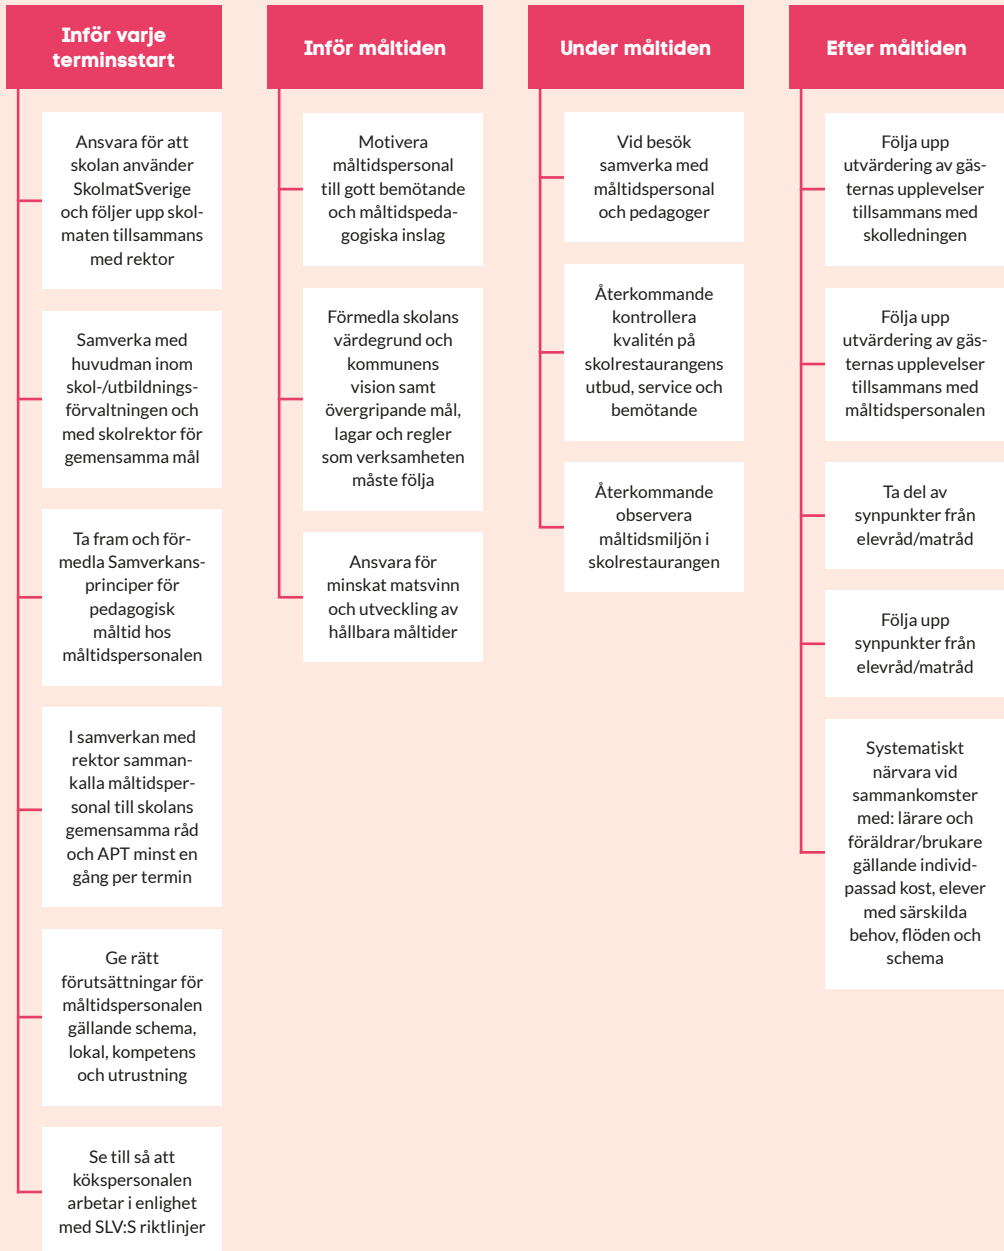 Inför varje
terminsstart
Ansvara för att
skolan använder
SkolmatSverige
och följer upp skol-
maten tillsammans
med rektor
Samverka med
huvudman inom
skol-/utbildnings-
förvaltningen och
med skolrektor för
gemensamma mål
Ta fram och för-
medla Samverkans-
principer för
pedagogisk
måltid hos
måltidspersonalen
I samverkan med
rektor samman-
kalla måltidsper-
sonal till skolans
gemensamma råd
och APT minst en
gång per termin
Ge rätt
förutsättningar för
måltidspersonalen
gällande schema,
lokal, kompetens
och utrustning
Se till så att
kökspersonalen
arbetar i enlighet
med SLV:S riktlinjer
Inför måltiden
Motivera
måltidspersonal
till gott bemötande
och måltidspeda-
gogiska inslag
Förmedla skolans
värdegrund och
kommunens
vision samt
övergripande mål,
lagar och regler
som verksamheten
måste följa
Ansvara för
minskat matsvinn
och utveckling av
hållbara måltider
Under måltiden
Vid besök
samverka med
måltidspersonal
och pedagoger
Återkommande
kontrollera
kvalitén på
skolrestaurangens
utbud, service och
bemötande
Återkommande
observera
måltidsmiljön i
skolrestaurangen
Efter måltiden
Följa upp
utvärdering av gäs-
ternas upplevelser
tillsammans med
skolledningen
Följa upp
utvärdering av gäs-
ternas upplevelser
tillsammans med
måltidspersonalen
Ta del av
synpunkter från
elevråd/matråd
Följa upp
synpunkter från
elevråd/matråd
Systematiskt
närvara vid
sammankomster
med: lärare och
föräldrar/brukare
gällande individ-
passad kost, elever
med särskilda
behov, flöden och
schema